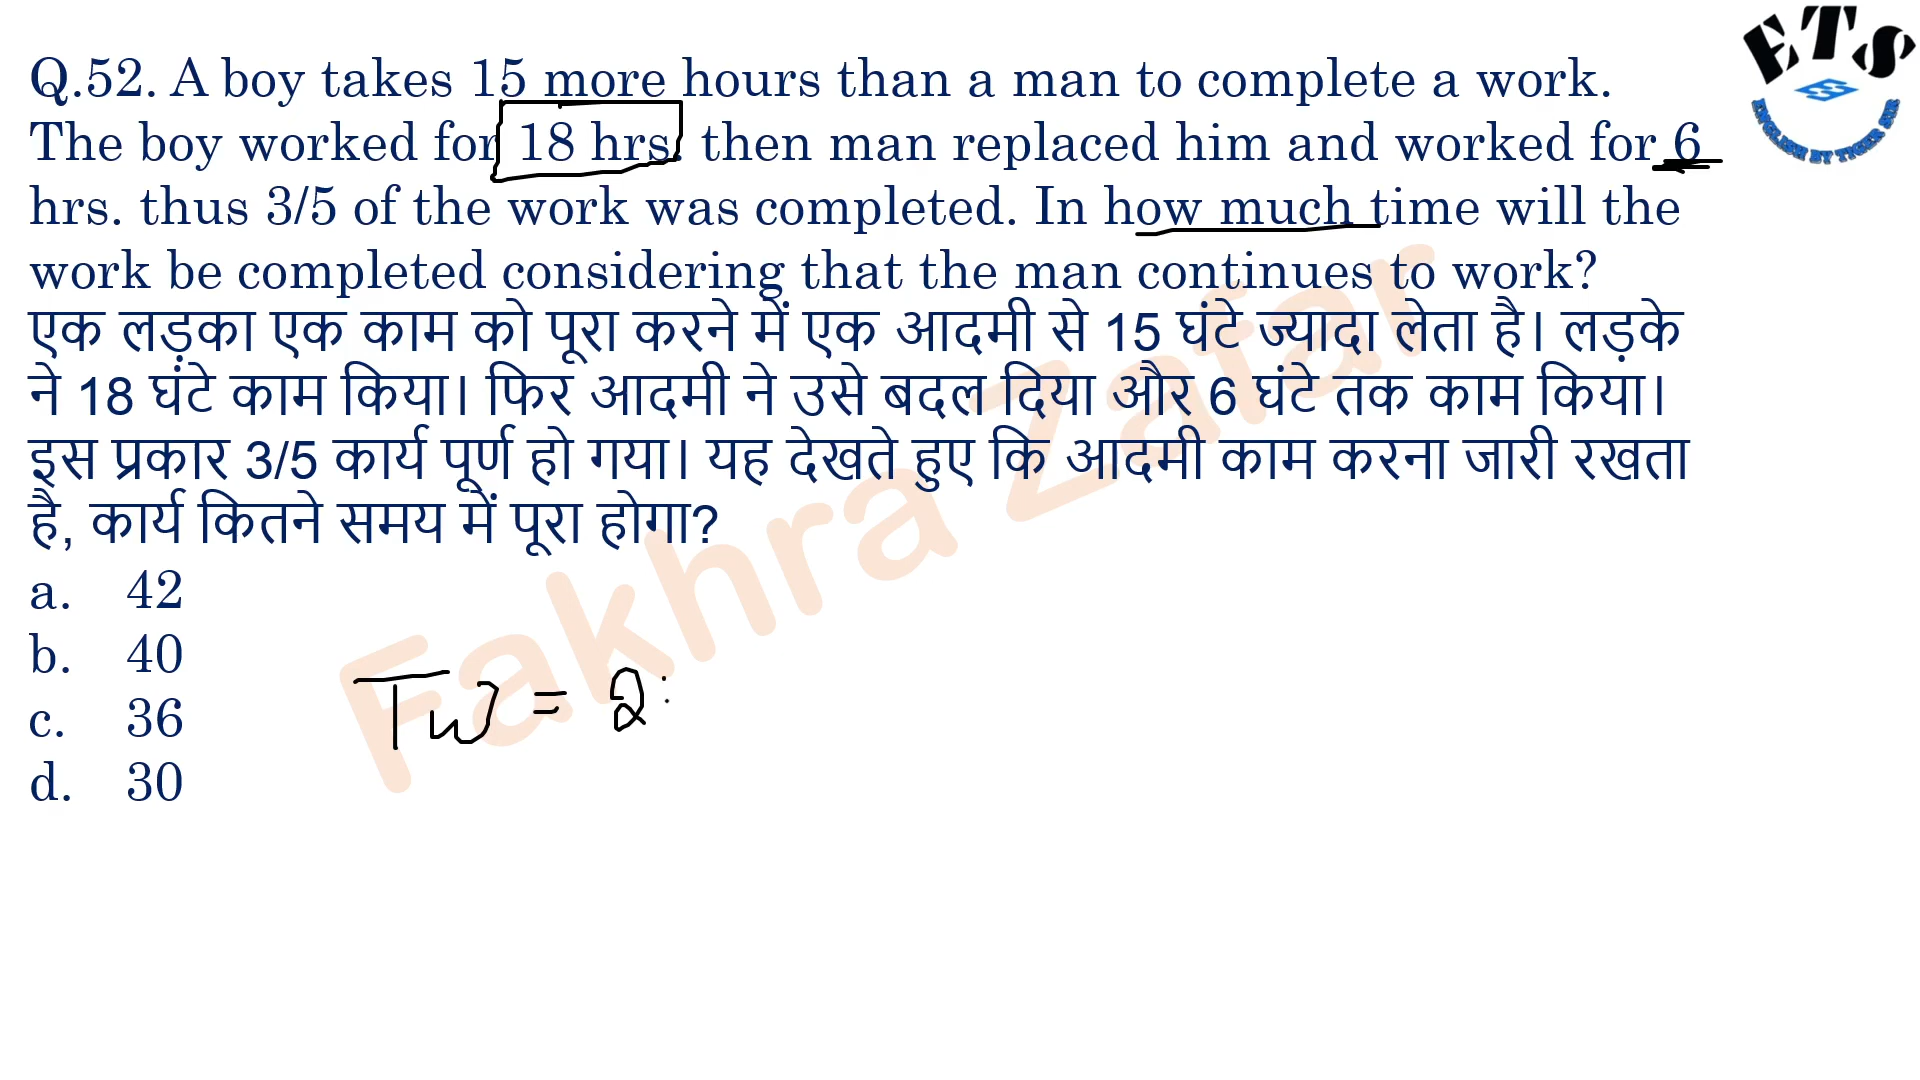 Q.52. A boy takes 15 more hours than a man to complete a work.
The boy worked for 18 hrs. then man replaced him and worked for 6
hrs. thus 3/5 of the work was completed. In how much time will the
work be completed considering that the man continues to work?
एक लड़का एक काम को पूरा करने में एक आदमी से 15 घंटे ज्यादा लेता है। लड़के
ने 18 घंटे काम किया। फिर आदमी ने उसे बदल दिया और 6 घंटे तक काम किया।
इस प्रकार 3/5 कार्य पूर्ण हो गया। यह देखते हुए कि आदमी काम करना जारी रखता
है, कार्य कितने समय में पूरा होगा?
a. 42
b. 40
c. 36
d. 30
TW = 2:
Fakhra Zafar
ETS
ENGLISH BY TIGER SIR